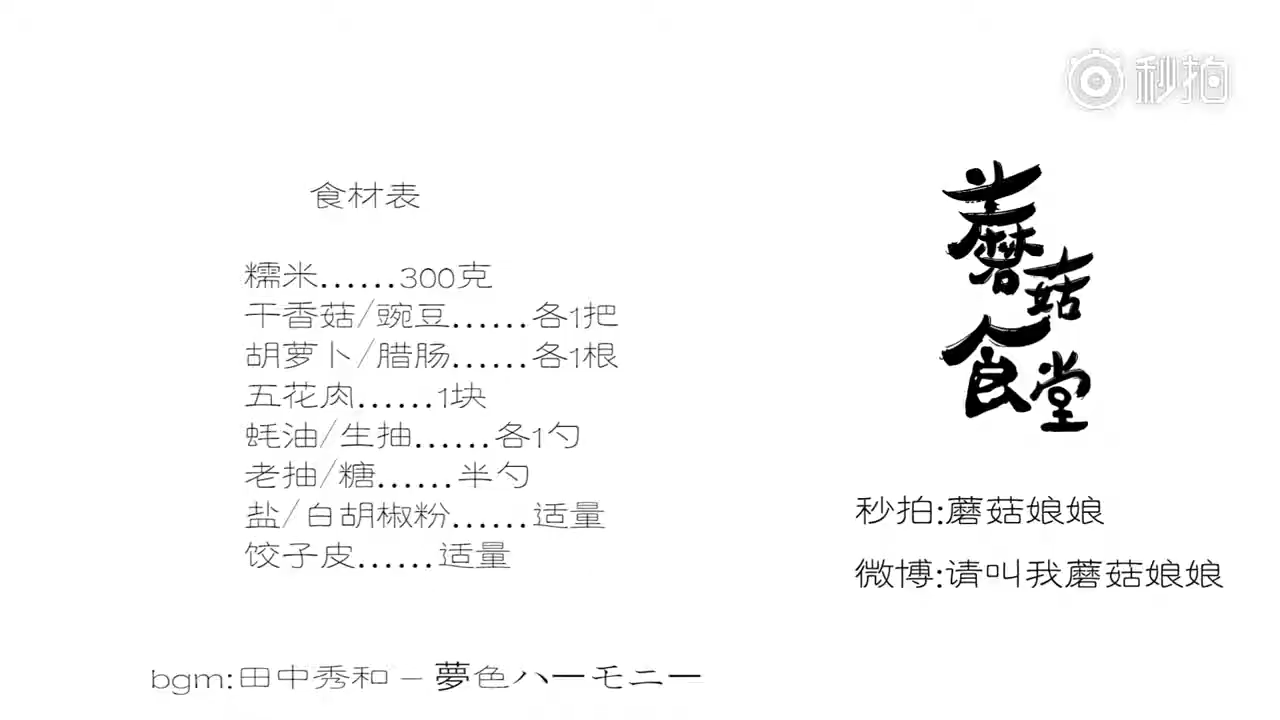 秒拍
食材表
糯米......300克
干香菇/豌豆......各1把
胡萝卜/腊肠......各1根
五花肉......1块
蚝油/生抽......各1勺
老抽/糖......半勺
盐/白胡椒粉......适量
饺子皮......适量
蘑菇
食堂
秒拍:蘑菇娘娘
微博:请叫我蘑菇娘娘
bgm:田中秀和 – 夢色ハーモニー